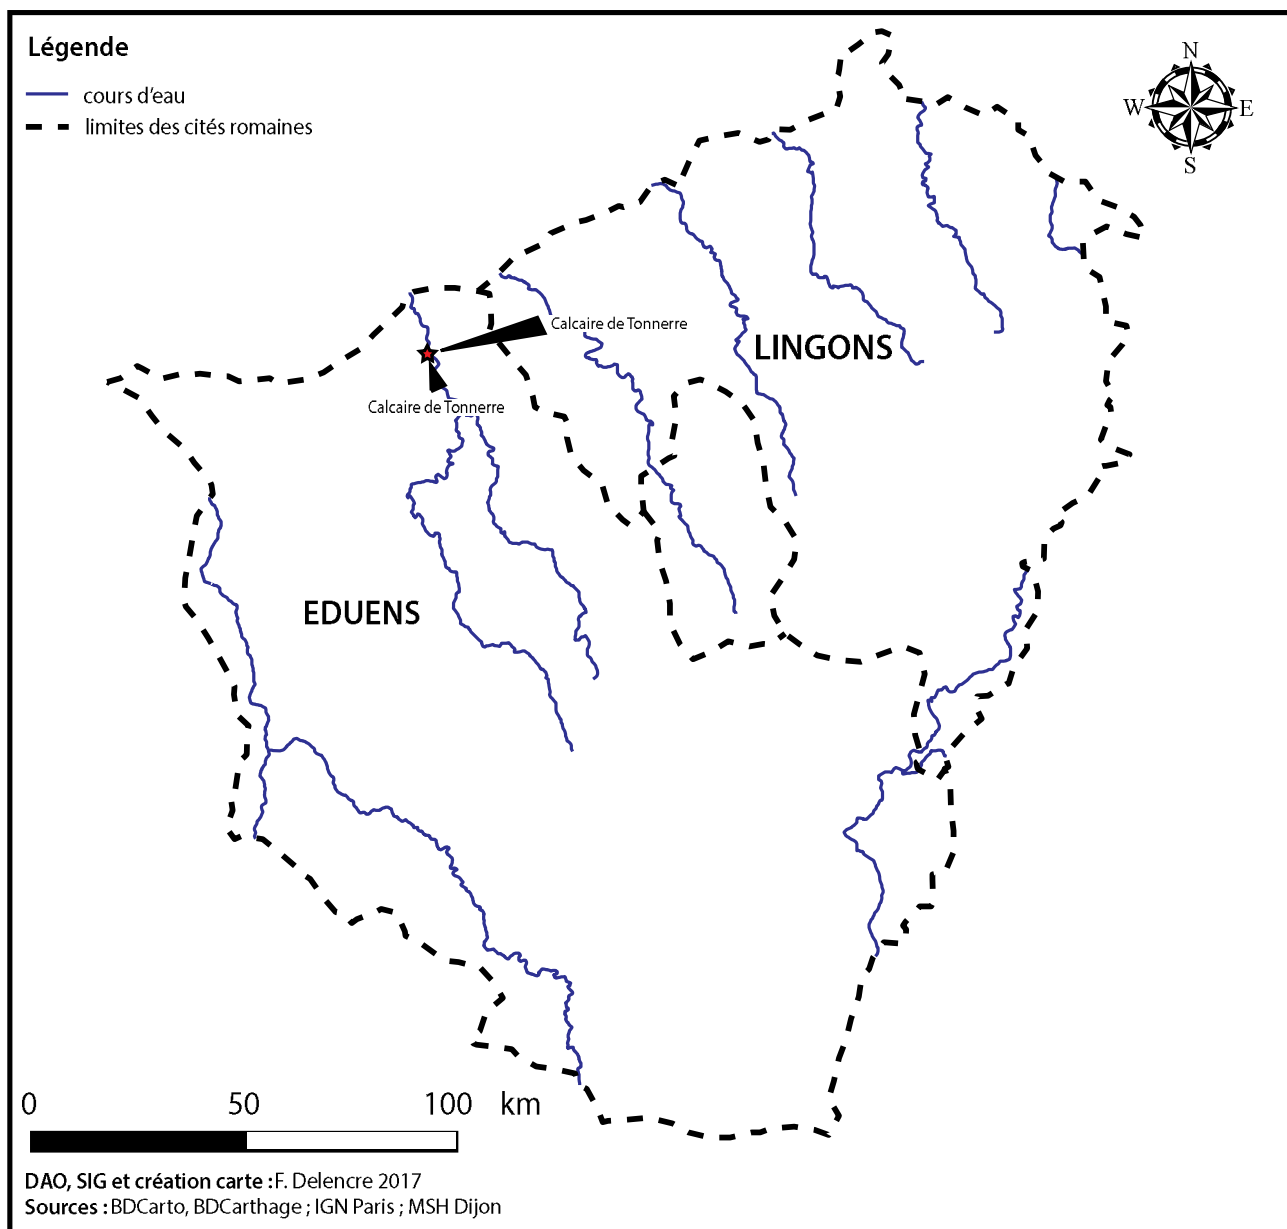 Légende
cours d'eau
limites des cités romaines
N
W E
S
Calcaire de Tonnerre
LINGONS
Calcaire de Tonnerre
EDUENS
0 50 100 km
DAO, SIG et création carte : F. Delencre 2017
Sources : BDCarto, BDCarthage ; IGN Paris ; MSH Dijon